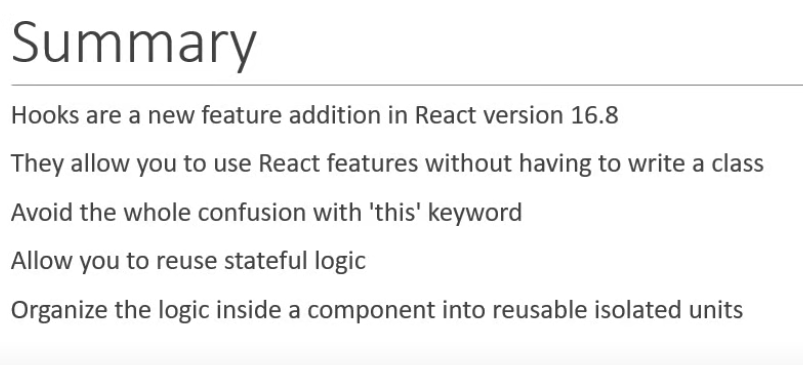 Summary
Hooks are a new feature addition in React version 16.8
They allow you to use React features without having to write a class
Avoid the whole confusion with 'this' keyword
Allow you to reuse stateful logic
Organize the logic inside a component into reusable isolated units